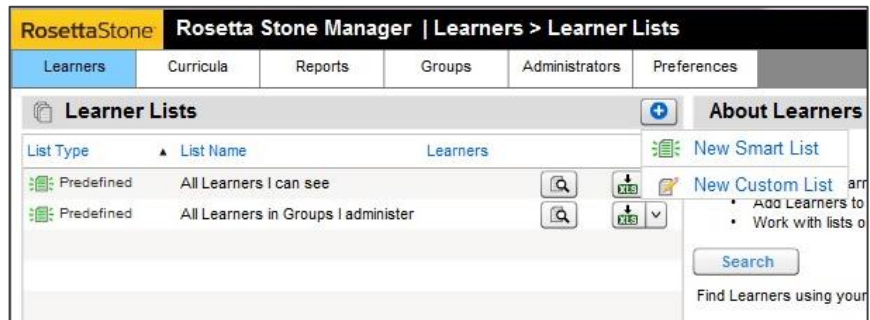 RosettaStone Rosetta Stone Manager | Learners > Learner Lists
Learners Curricula Reports Groups Administrators Preferences
Learner Lists About Learners
List Type List Name Learners
New Smart List
Predefined All Learners I can see XLS
New Custom List
Add Learners to
Predefined All Learners in Groups I administer XLS
Work with lists o
Search
Find Learners using your